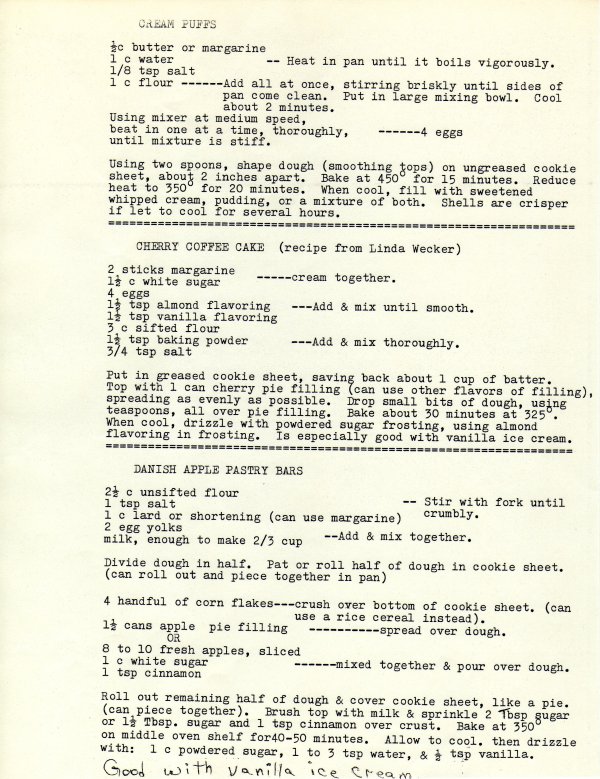 CREAM PUFFS
½c butter or margarine
1 c water -- Heat in pan until it boils vigorously.
1/8 tsp salt
1 c flour ------Add all at once, stirring briskly until sides of
pan come clean. Put in large mixing bowl. Cool
about 2 minutes.
Using mixer at medium speed,
beat in one at a time, thoroughly, ------4 eggs
until mixture is stiff.
Using two spoons, shape dough (smoothing tops) on ungreased cookie
sheet, about 2 inches apart. Bake at 450° for 15 minutes. Reduce
heat to 350° for 20 minutes. When cool, fill with sweetened
whipped cream, pudding, or a mixture of both. Shells are crisper
if let to cool for several hours.
==================================================================
CHERRY COFFEE CAKE (recipe from Linda Wecker)
2 sticks margarine
1½ c white sugar -----cream together.
4 eggs
1½ tsp almond flavoring ---Add & mix until smooth.
1½ tsp vanilla flavoring
3 c sifted flour
1½ tsp baking powder ---Add & mix thoroughly.
3/4 tsp salt
Put in greased cookie sheet, saving back about 1 cup of batter.
Top with 1 can cherry pie filling (can use other flavors of filling),
spreading as evenly as possible. Drop small bits of dough, using
teaspoons, all over pie filling. Bake about 30 minutes at 325°.
When cool, drizzle with powdered sugar frosting, using almond
flavoring in frosting. Is especially good with vanilla ice cream.
==================================================================
DANISH APPLE PASTRY BARS
2½ c unsifted flour
1 tsp salt -- Stir with fork until
1 c lard or shortening (can use margarine) crumbly.
2 egg yolks
milk, enough to make 2/3 cup --Add & mix together.
Divide dough in half. Pat or roll half of dough in cookie sheet.
(can roll out and piece together in pan)
4 handful of corn flakes---crush over bottom of cookie sheet. (can
use a rice cereal instead).
1½ cans apple pie filling ----------spread over dough.
OR
8 to 10 fresh apples, sliced
1 c white sugar ------mixed together & pour over dough.
1 tsp cinnamon
Roll out remaining half of dough & cover cookie sheet, like a pie.
(can piece together). Brush top with milk & sprinkle 2 Tbsp sugar
or 1½ Tbsp. sugar and 1 tsp cinnamon over crust. Bake at 350°
on middle oven shelf for40-50 minutes. Allow to cool. then drizzle
with: 1 c powdered sugar, 1 to 3 tsp water, & ½ tsp vanilla.
Good with vanilla ice cream